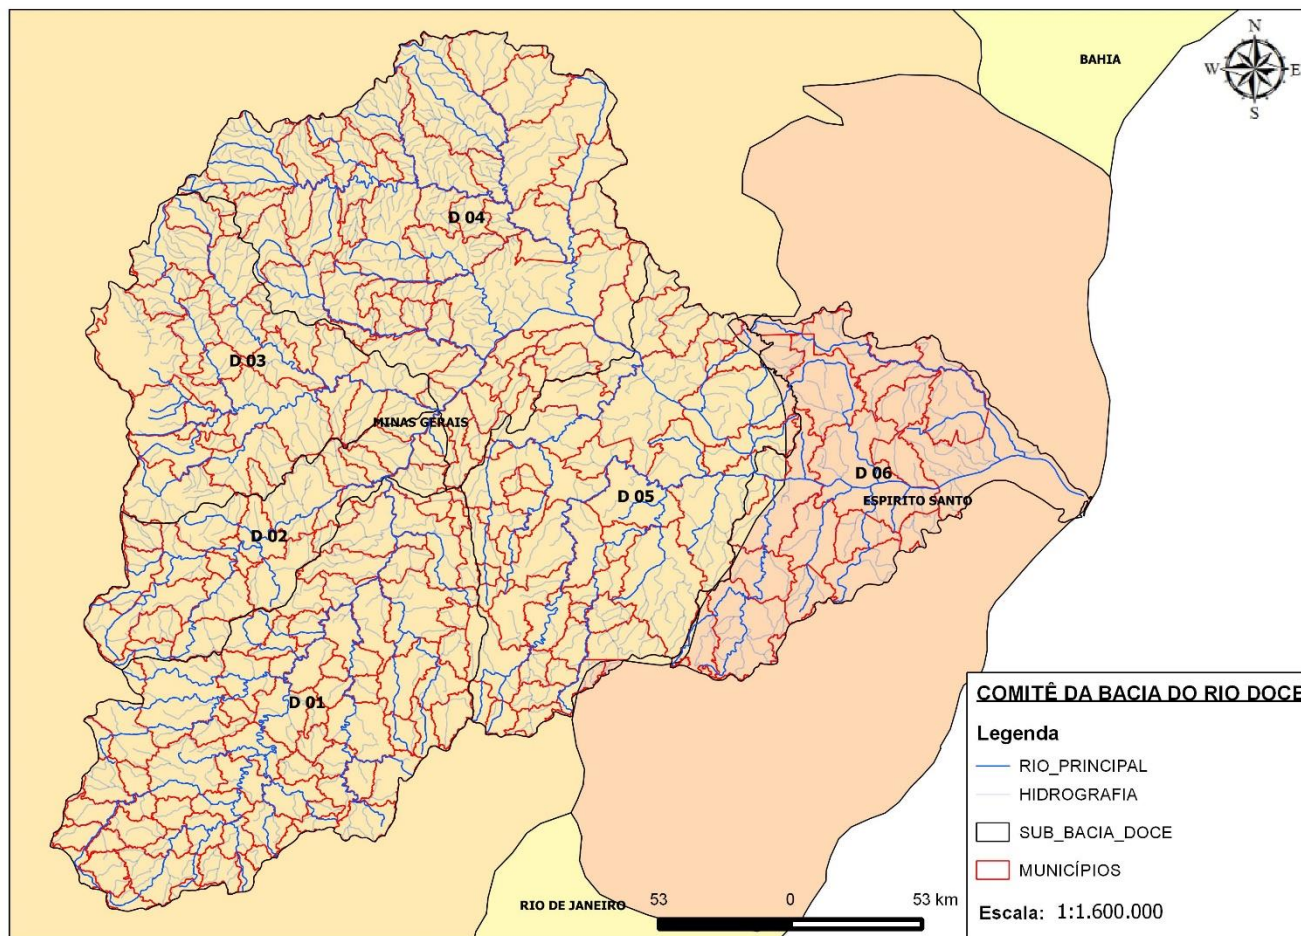 BAHIA
N
W
E
S
D 04
D 03
MINAS GERAIS
D 06
D 05
ESPIRITO SANTO
D 02
D 01
COMITÊ DA BACIA DO RIO DOCE
Legenda
RIO_PRINCIPAL
HIDROGRAFIA
SUB_BACIA_DOCE
MUNICÍPIOS
Escala: 1:1.600.000
RIO DE JANEIRO
53 0 53 km